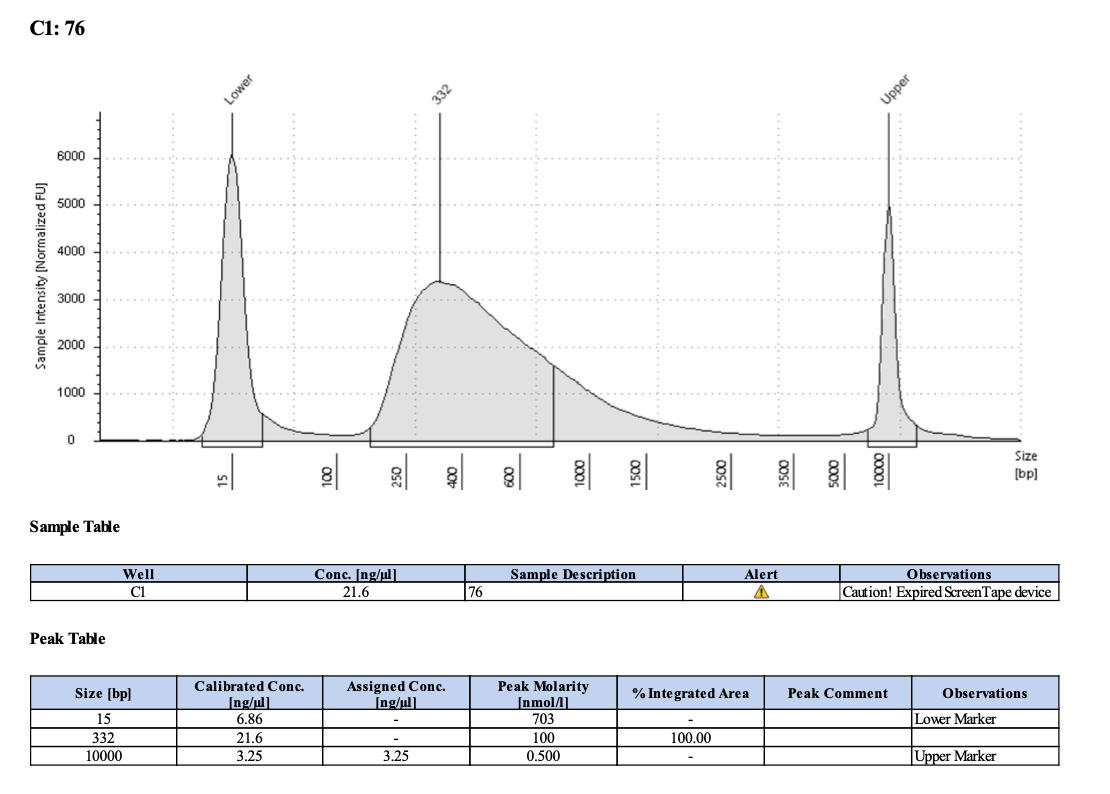 C1: 76
Lower
332
Upper
Sample Intensity [Normalized FU]
6000
5000
4000
3000
2000
1000
0
15
100
250
400
600
1000
1500
2500
3500
5000
10000
Size
[bp]
Sample Table
Well Conc. [ng/µl] Sample Description Alert Observations
C1 21.6 76 Caution! Expired ScreenTape device
Peak Table
Size [bp] Calibrated Conc. [ng/µl] Assigned Conc. [ng/µl] Peak Molarity [nmol/l] % Integrated Area Peak Comment Observations
15 6.86 - 703 - Lower Marker
332 21.6 - 100 100.00
10000 3.25 3.25 0.500 - Upper Marker